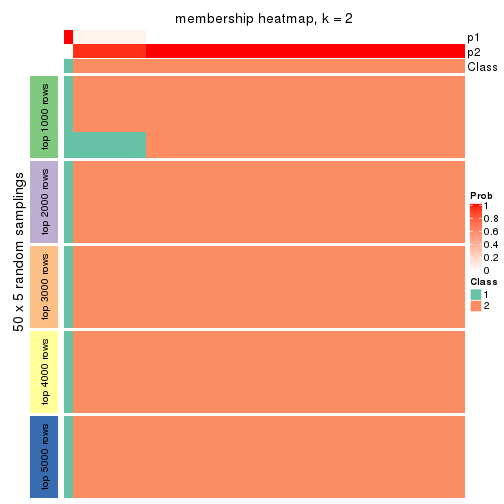 membership heatmap, k = 2
p1
p2
Class
50 x 5 random samplings
top 1000 rows
top 2000 rows
top 3000 rows
top 4000 rows
top 5000 rows
Prob
1
0.8
0.6
0.4
0.2
0
Class
1
2